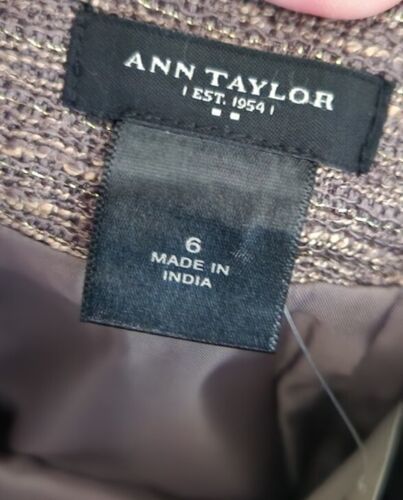 ANN TAYLOR
| EST. 1954 |
6
MADE IN
INDIA